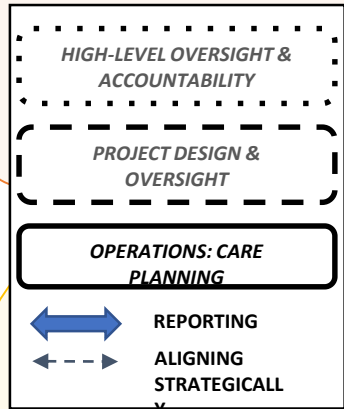 HIGH-LEVEL OVERSIGHT &
ACCOUNTABILITY
PROJECT DESIGN &
OVERSIGHT
OPERATIONS: CARE
PLANNING
REPORTING
ALIGNING
STRATEGICALL
Y